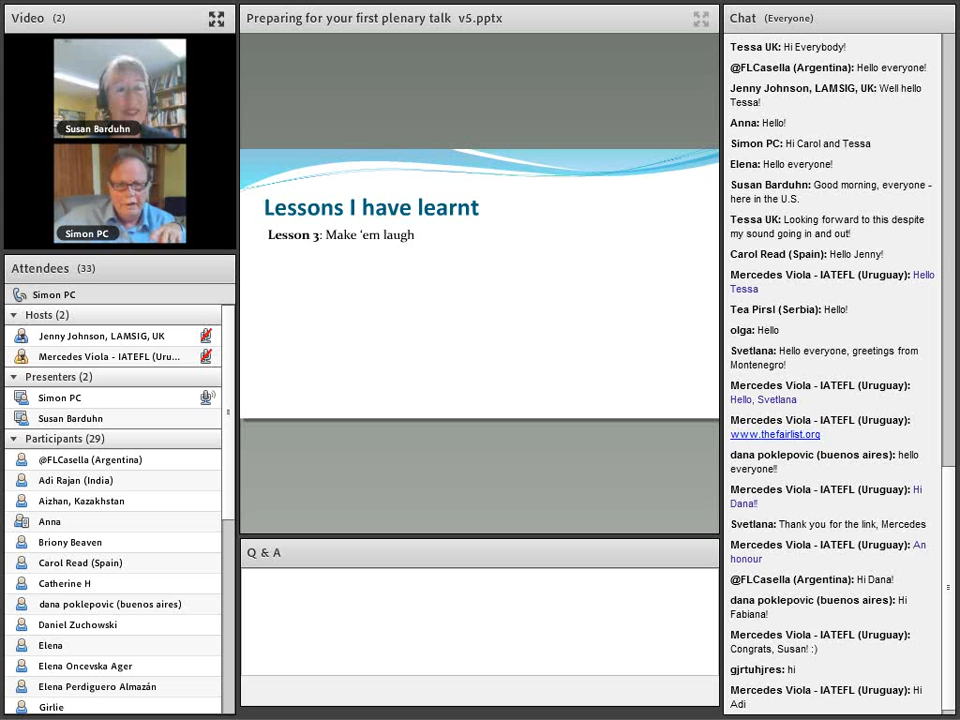 Video (2)
Susan Barduhn
Simon PC
Attendees (33)
Simon PC
Hosts (2)
Jenny Johnson, LAMSIG, UK
Mercedes Viola - IATEFL (Uru...
Presenters (2)
Simon PC
Susan Barduhn
Participants (29)
@FLCasella (Argentina)
Adi Rajan (India)
Aizhan, Kazakhstan
Anna
Briony Beaven
Carol Read (Spain)
Catherine H
dana poklepovic (buenos aires)
Daniel Zuchowski
Elena
Elena Oncevska Ager
Elena Perdiguero Almazán
Girlie
Preparing for your first plenary talk v5.pptx
Lessons I have learnt
Lesson 3: Make ‘em laugh
Q & A
Chat (Everyone)
Tessa UK: Hi Everybody!
@FLCasella (Argentina): Hello everyone!
Jenny Johnson, LAMSIG, UK: Well hello
Tessa!
Anna: Hello!
Simon PC: Hi Carol and Tessa
Elena: Hello everyone!
Susan Barduhn: Good morning, everyone -
here in the U.S.
Tessa UK: Looking forward to this despite
my sound going in and out!
Carol Read (Spain): Hello Jenny!
Mercedes Viola - IATEFL (Uruguay): Hello
Tessa
Tea Pirsl (Serbia): Hello!
olga: Hello
Svetlana: Hello everyone, greetings from
Montenegro!
Mercedes Viola - IATEFL (Uruguay):
Hello, Svetlana
Mercedes Viola - IATEFL (Uruguay):
www.thefairlist.org
dana poklepovic (buenos aires): hello
everyone!!
Mercedes Viola - IATEFL (Uruguay): Hi
Dana!!
Svetlana: Thank you for the link, Mercedes
Mercedes Viola - IATEFL (Uruguay): An
honour
@FLCasella (Argentina): Hi Dana!
dana poklepovic (buenos aires): Hi
Fabiana!
Mercedes Viola - IATEFL (Uruguay):
Congrats, Susan! :)
gjrtuhjres: hi
Mercedes Viola - IATEFL (Uruguay): Hi
Adi